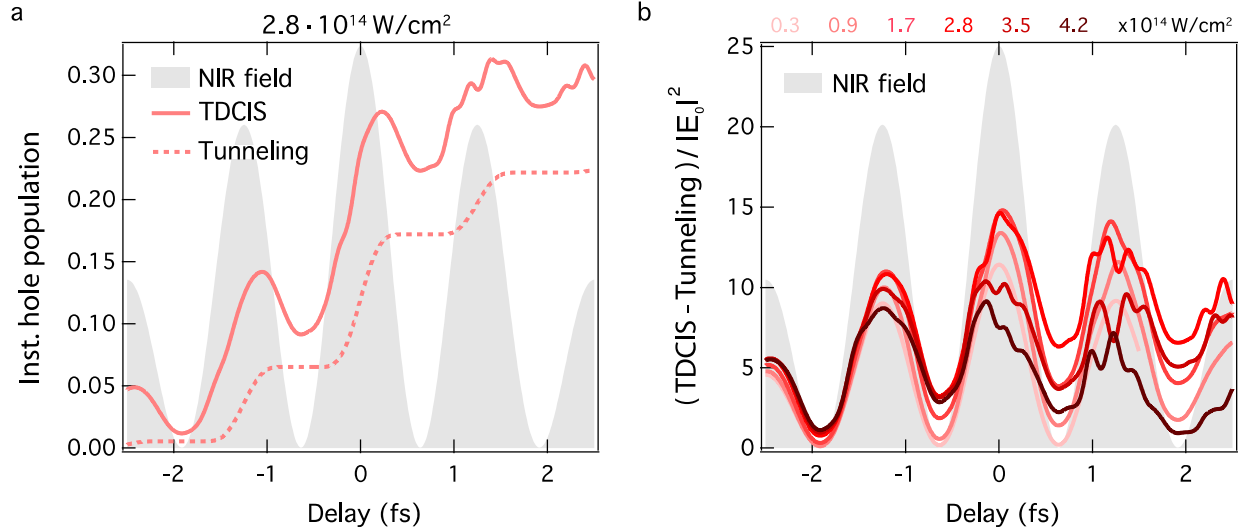 a
2.8 · 10¹⁴ W/cm²
NIR field
TDCIS
Tunneling
Inst. hole population
0.30
0.25
0.20
0.15
0.10
0.05
0.00
-2
-1
0
1
2
Delay (fs)
b
0.3 0.9 1.7 2.8 3.5 4.2 x10¹⁴ W/cm²
NIR field
(TDCIS - Tunneling) / |E₀|²
25
20
15
10
5
0
-2
-1
0
1
2
Delay (fs)